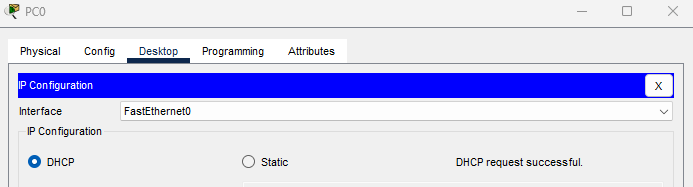 PC0
Physical Config Desktop Programming Attributes
IP Configuration X
Interface FastEthernet0
IP Configuration
DHCP Static DHCP request successful.